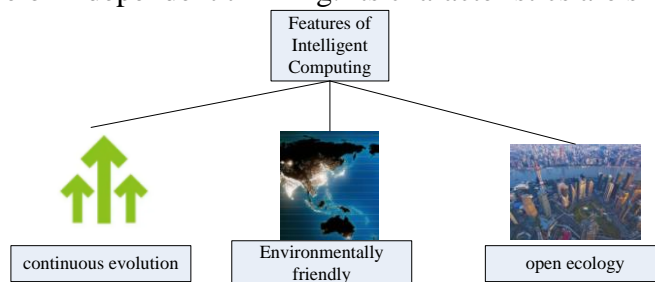 Features of
Intelligent
Computing
continuous evolution
Environmentally
friendly
open ecology